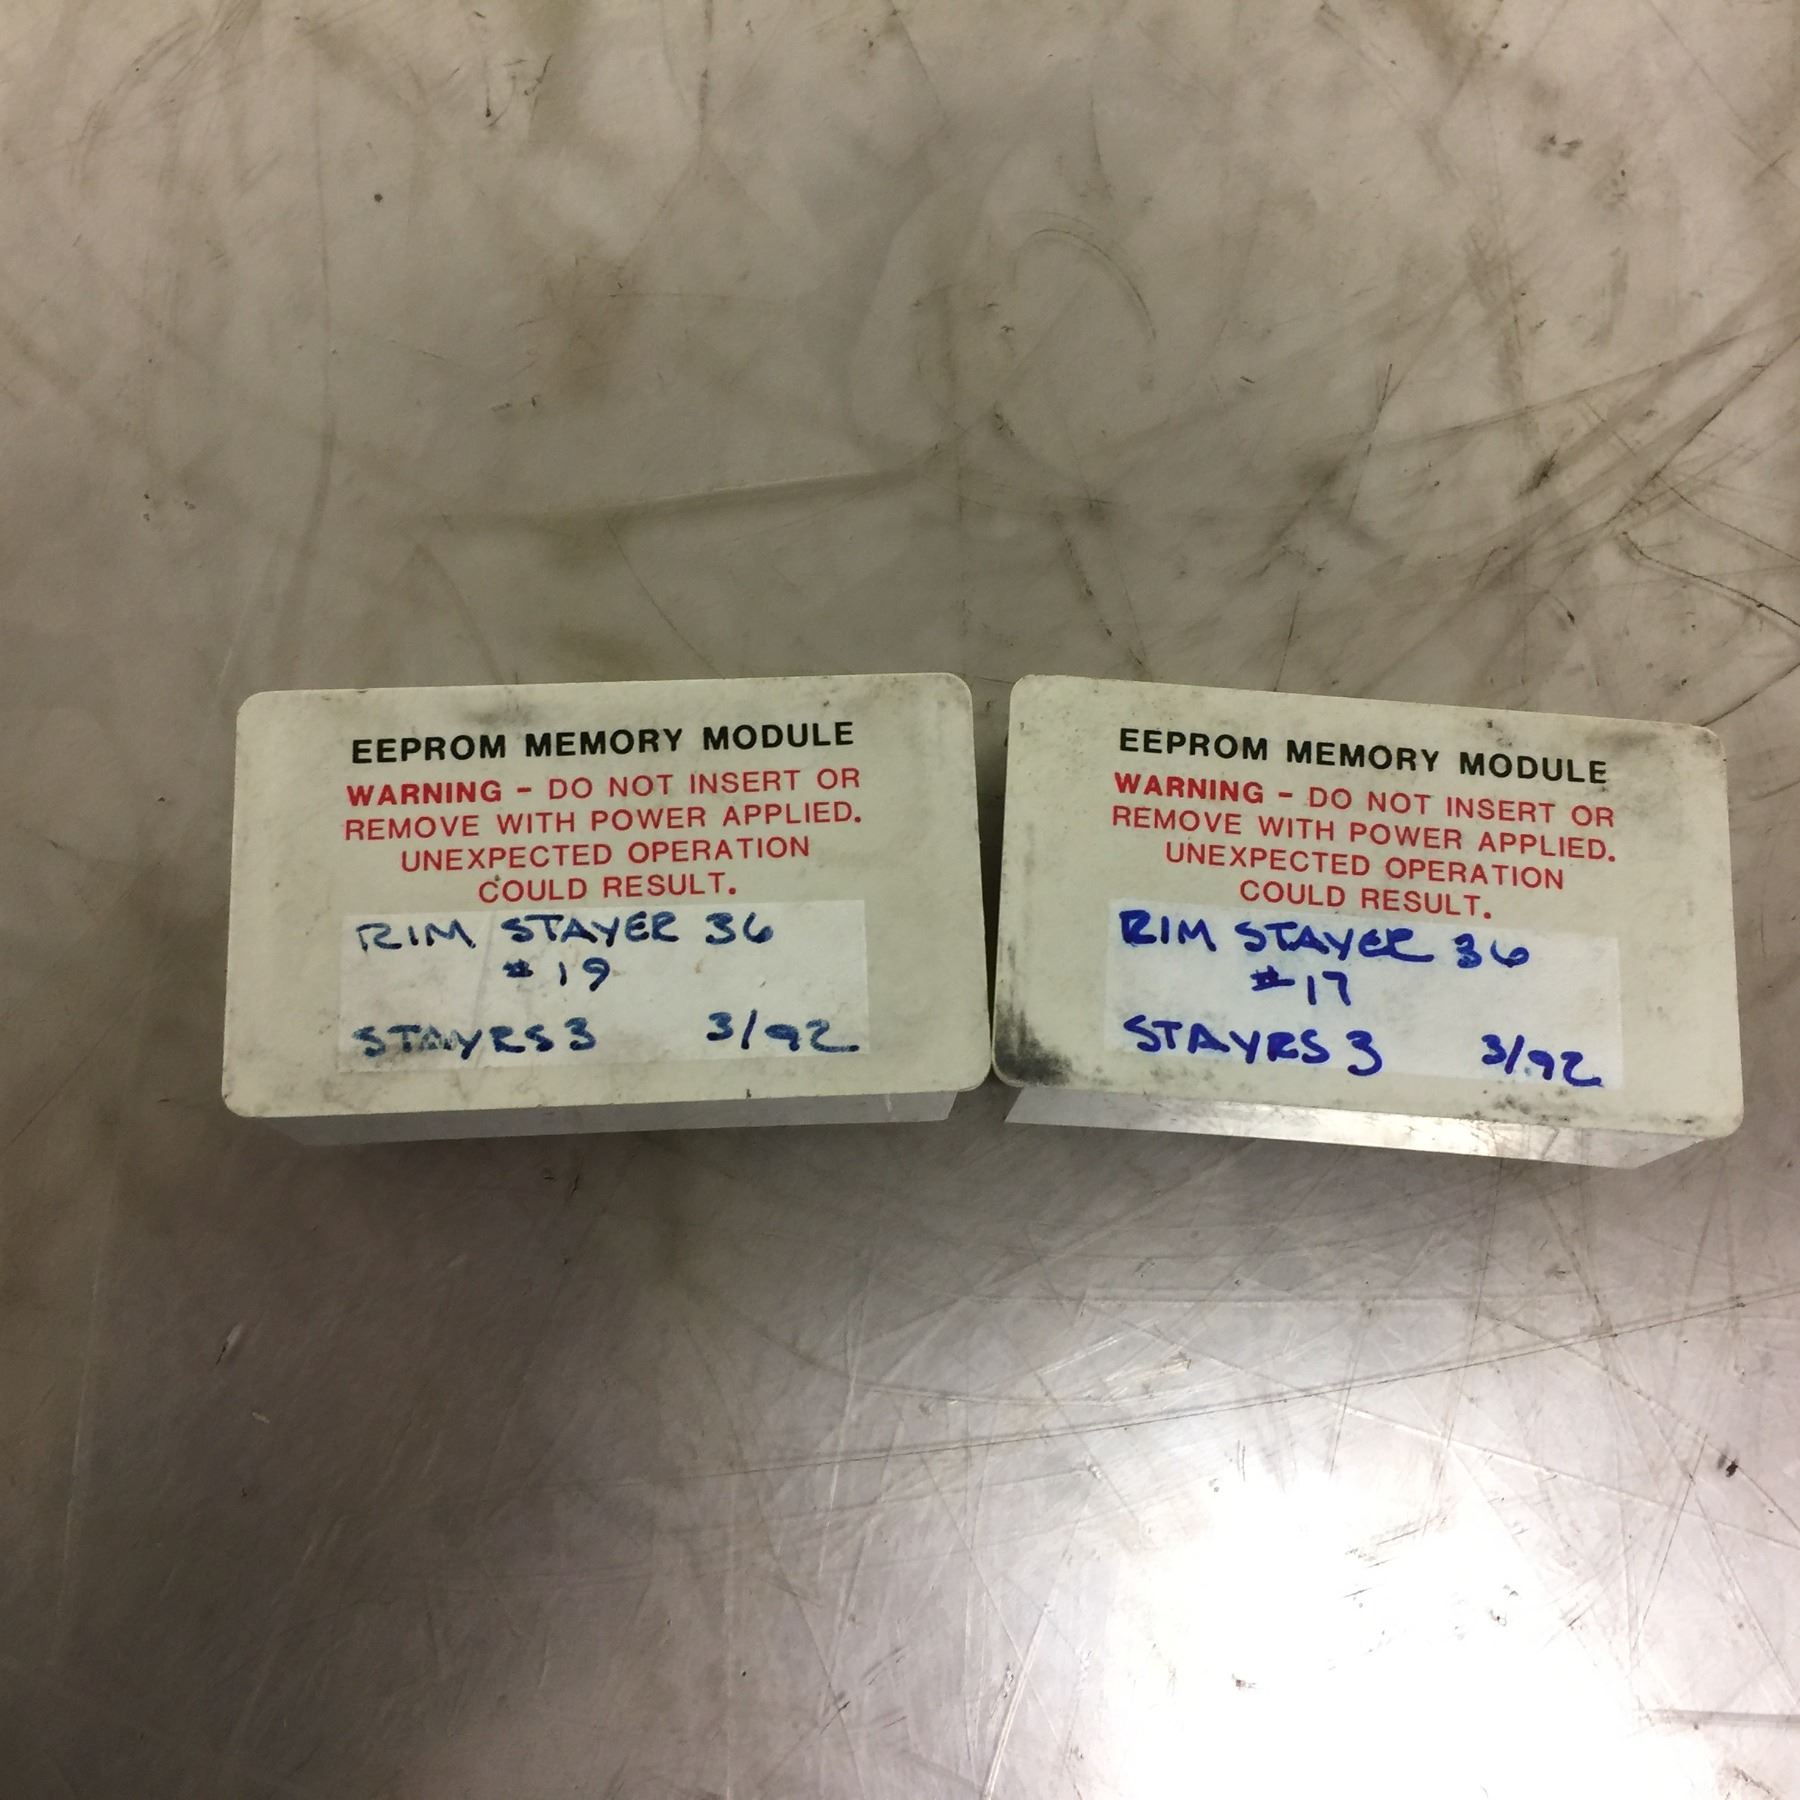 EEPROM MEMORY MODULE
WARNING - DO NOT INSERT OR
REMOVE WITH POWER APPLIED.
UNEXPECTED OPERATION
COULD RESULT.
RIM STAYER 36
#19
STAYRS3 3/92
EEPROM MEMORY MODULE
WARNING - DO NOT INSERT OR
REMOVE WITH POWER APPLIED.
UNEXPECTED OPERATION
COULD RESULT.
RIM STAYER 36
#17
STAYRS 3 3/92